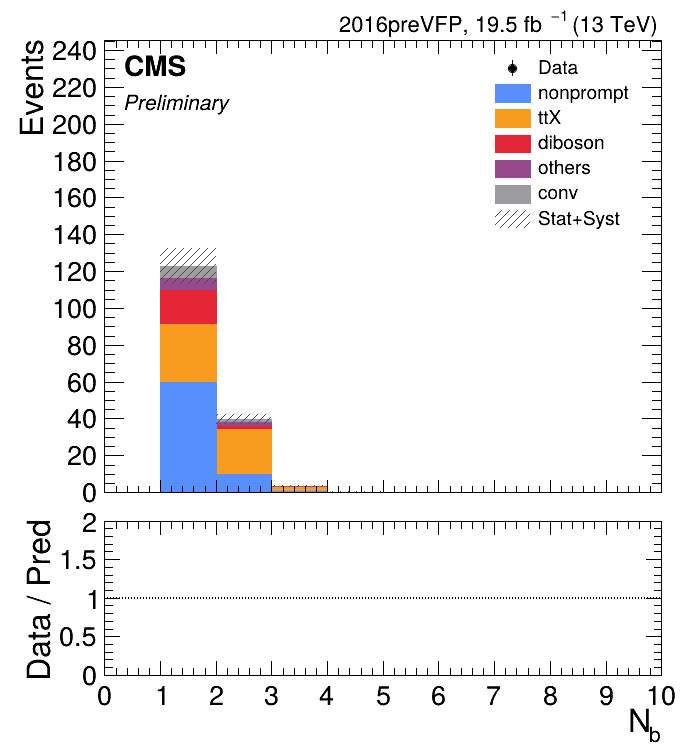 2016preVFP, 19.5 fb⁻¹ (13 TeV)
CMS
Preliminary
Events
240
220
200
180
160
140
120
100
80
60
40
20
0
Data
nonprompt
ttX
diboson
others
conv
Stat+Syst
Data / Pred
2
1.5
1
0.5
0
0 1 2 3 4 5 6 7 8 9 10
N_b